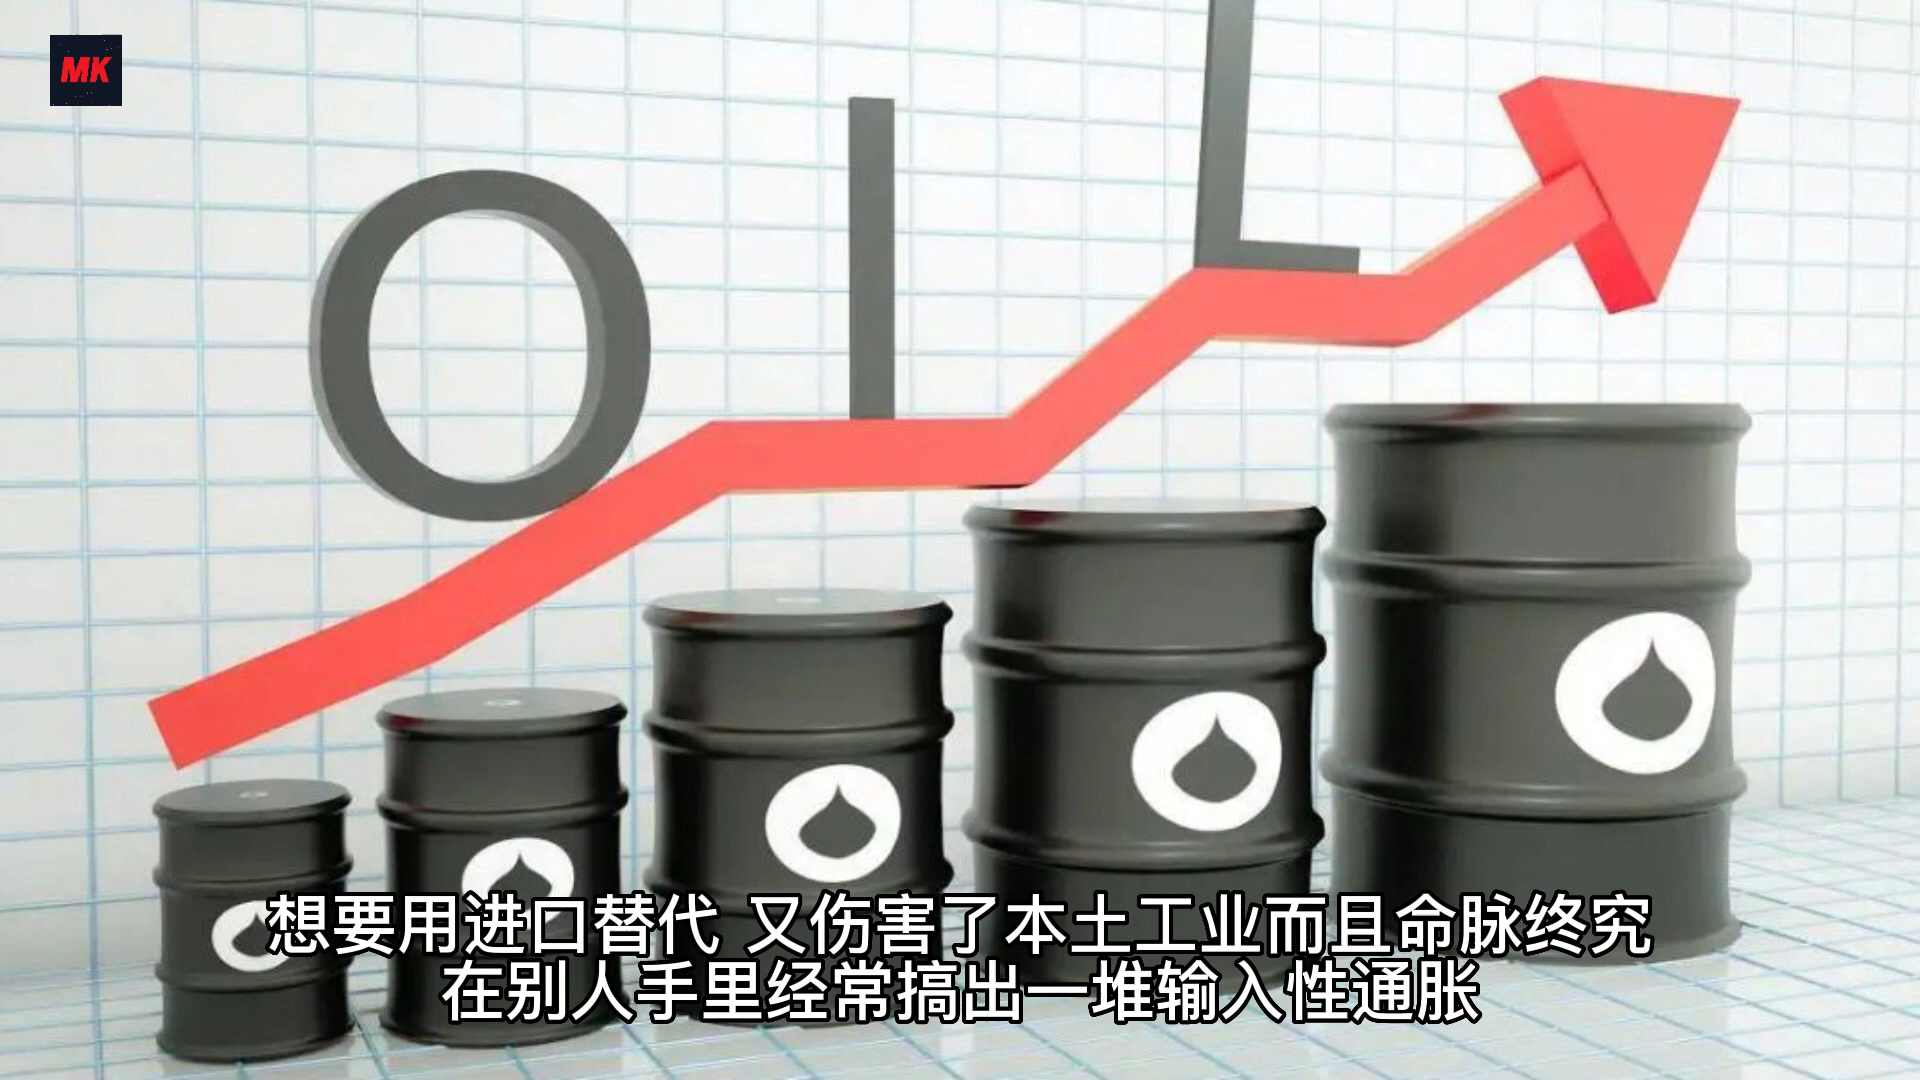 MK
OIL
想要用进口替代 又伤害了本土工业而且命脉终究
在别人手里经常搞出一堆输入性通胀